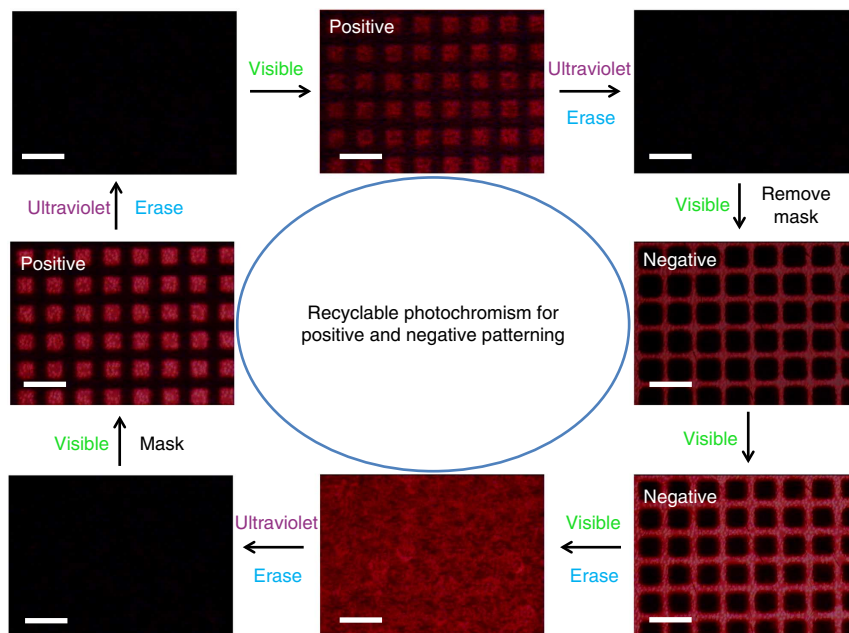 Positive
Visible
Ultraviolet
Erase
Ultraviolet Erase
Visible Remove
mask
Positive
Negative
Recyclable photochromism for
positive and negative patterning
Visible Mask
Visible
Negative
Ultraviolet
Erase
Visible
Erase